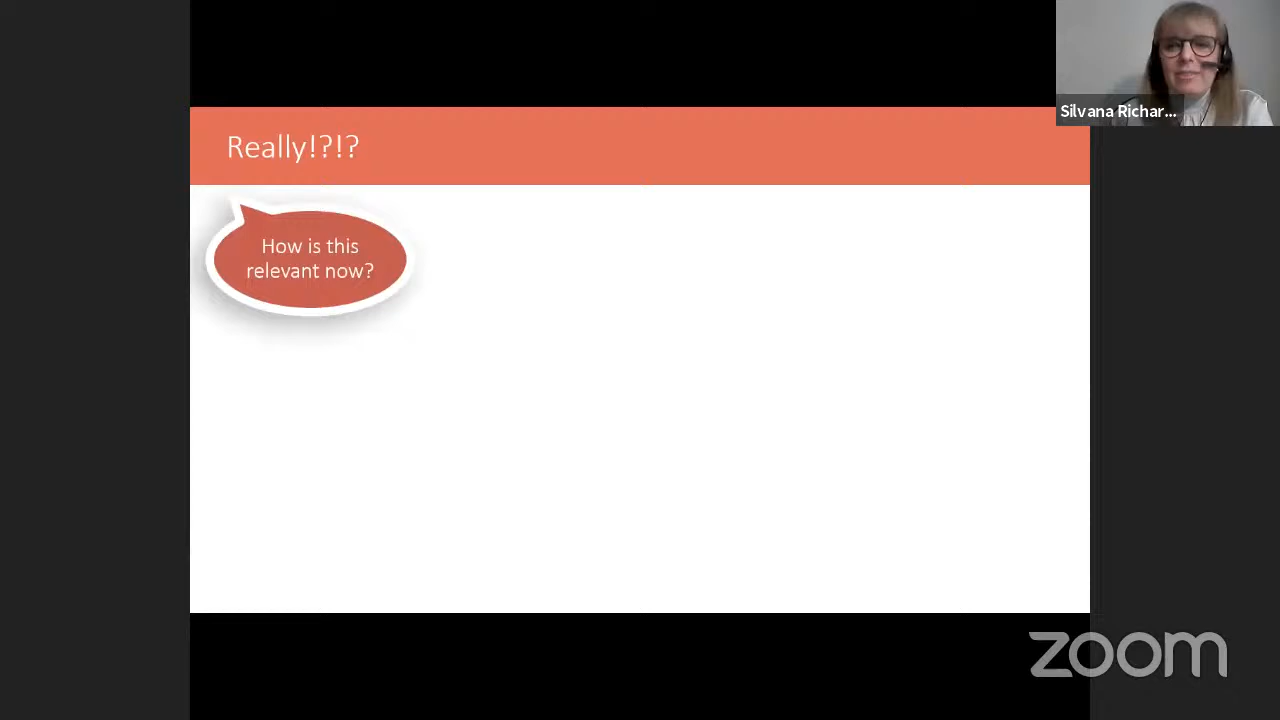 Silvana Richar...
Really!?!?
How is this
relevant now?
zoom